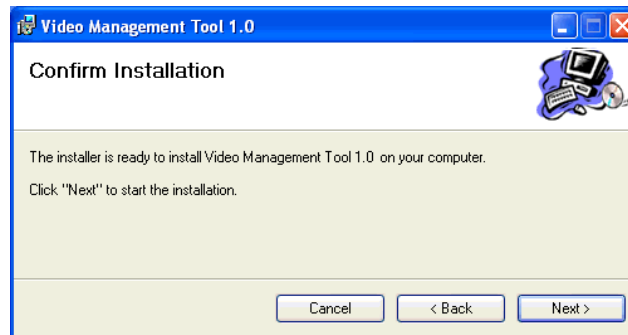 Video Management Tool 1.0
Confirm Installation
The installer is ready to install Video Management Tool 1.0 on your computer.
Click "Next" to start the installation.
Cancel < Back Next >